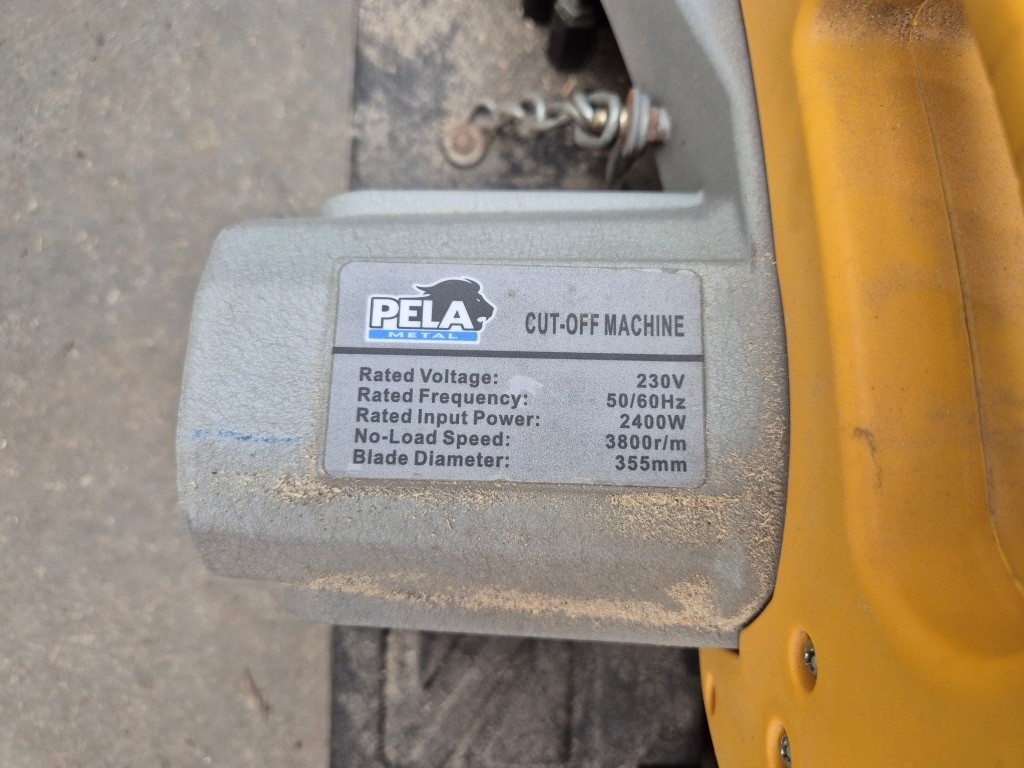 PELA
METAL
CUT-OFF MACHINE
Rated Voltage: 230V
Rated Frequency: 50/60Hz
Rated Input Power: 2400W
No-Load Speed: 3800r/m
Blade Diameter: 355mm